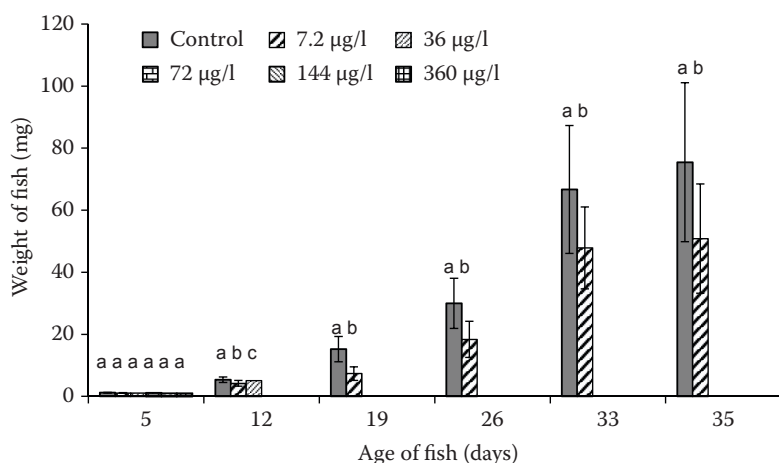 120
100
80
60
40
20
0
Weight of fish (mg)
Control 7.2 µg/l 36 µg/l
72 µg/l 144 µg/l 360 µg/l
a a a a a a
a b c
a b
a b
a b
a b
5 12 19 26 33 35
Age of fish (days)